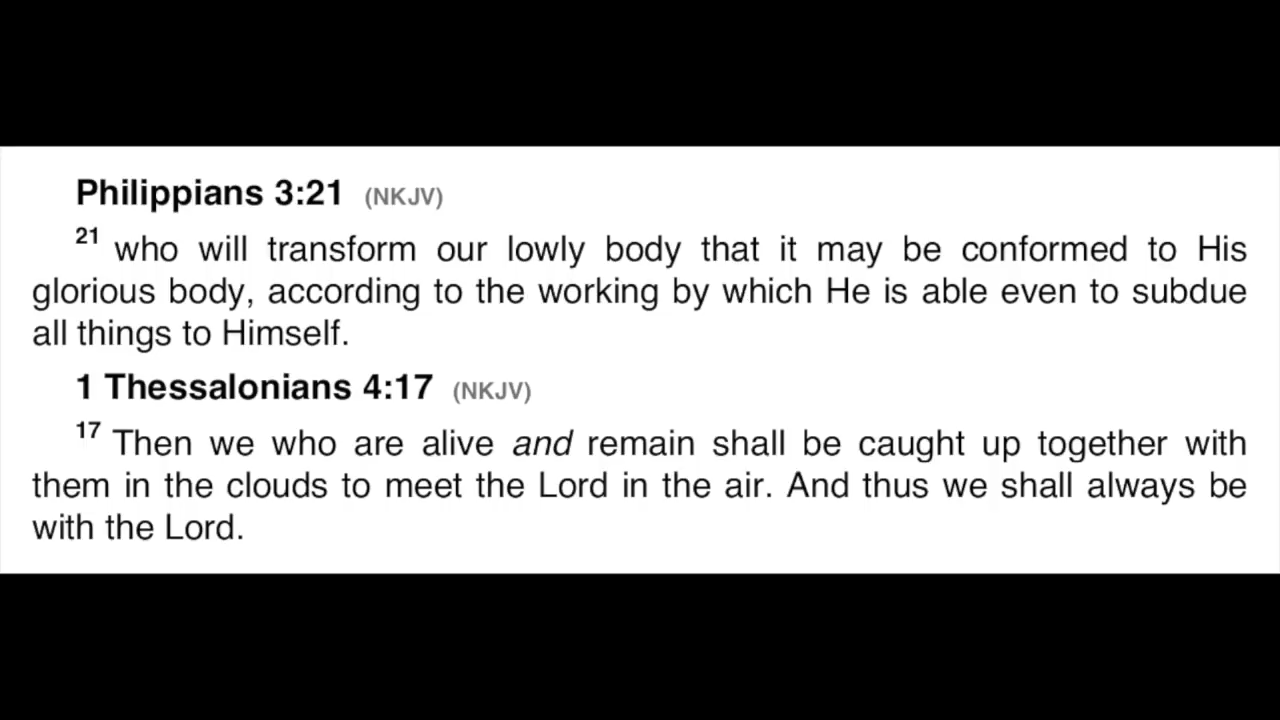 Philippians 3:21 (NKJV)
21 who will transform our lowly body that it may be conformed to His
glorious body, according to the working by which He is able even to subdue
all things to Himself.
1 Thessalonians 4:17 (NKJV)
17 Then we who are alive and remain shall be caught up together with
them in the clouds to meet the Lord in the air. And thus we shall always be
with the Lord.